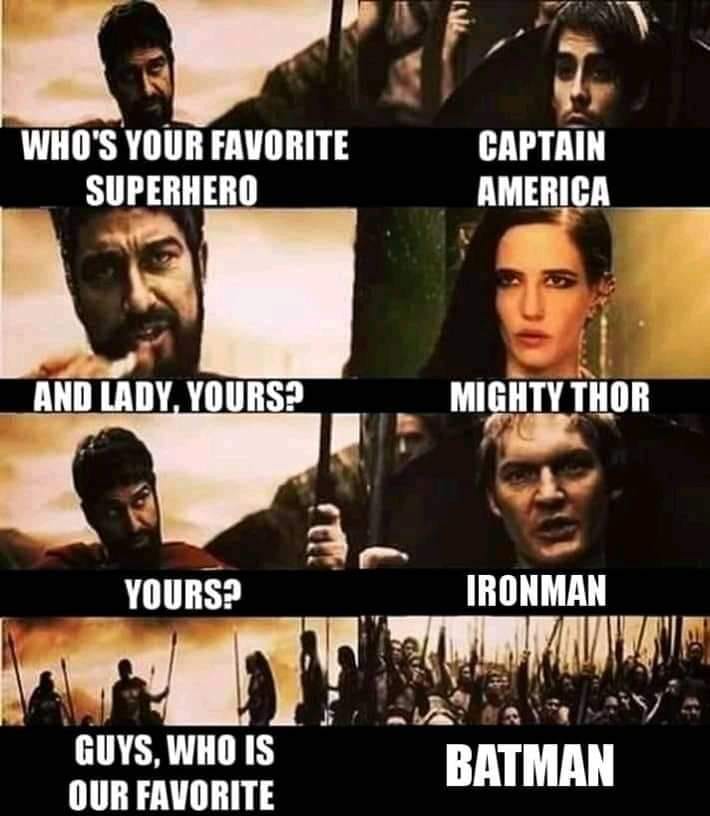 WHO'S YOUR FAVORITE
SUPERHERO
CAPTAIN
AMERICA
AND LADY, YOURS?
MIGHTY THOR
YOURS?
IRONMAN
GUYS, WHO IS
OUR FAVORITE
BATMAN